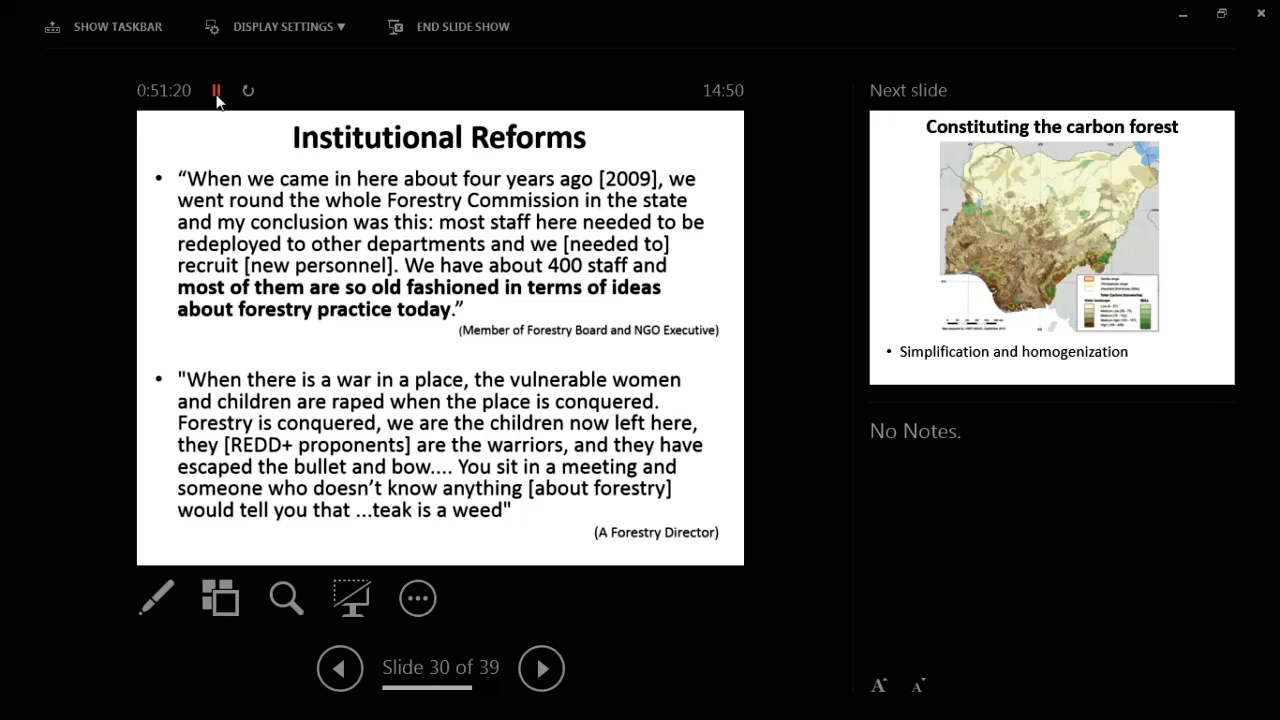 SHOW TASKBAR
DISPLAY SETTINGS ▼
END SLIDE SHOW
0:51:20
14:50
Institutional Reforms
• “When we came in here about four years ago [2009], we
went round the whole Forestry Commission in the state
and my conclusion was this: most staff here needed to be
redeployed to other departments and we [needed to]
recruit [new personnel]. We have about 400 staff and
most of them are so old fashioned in terms of ideas
about forestry practice today.”
(Member of Forestry Board and NGO Executive)
• "When there is a war in a place, the vulnerable women
and children are raped when the place is conquered.
Forestry is conquered, we are the children now left here,
they [REDD+ proponents] are the warriors, and they have
escaped the bullet and bow.... You sit in a meeting and
someone who doesn’t know anything [about forestry]
would tell you that ...teak is a weed"
(A Forestry Director)
Slide 30 of 39
Next slide
Constituting the carbon forest
• Simplification and homogenization
No Notes.
A
A